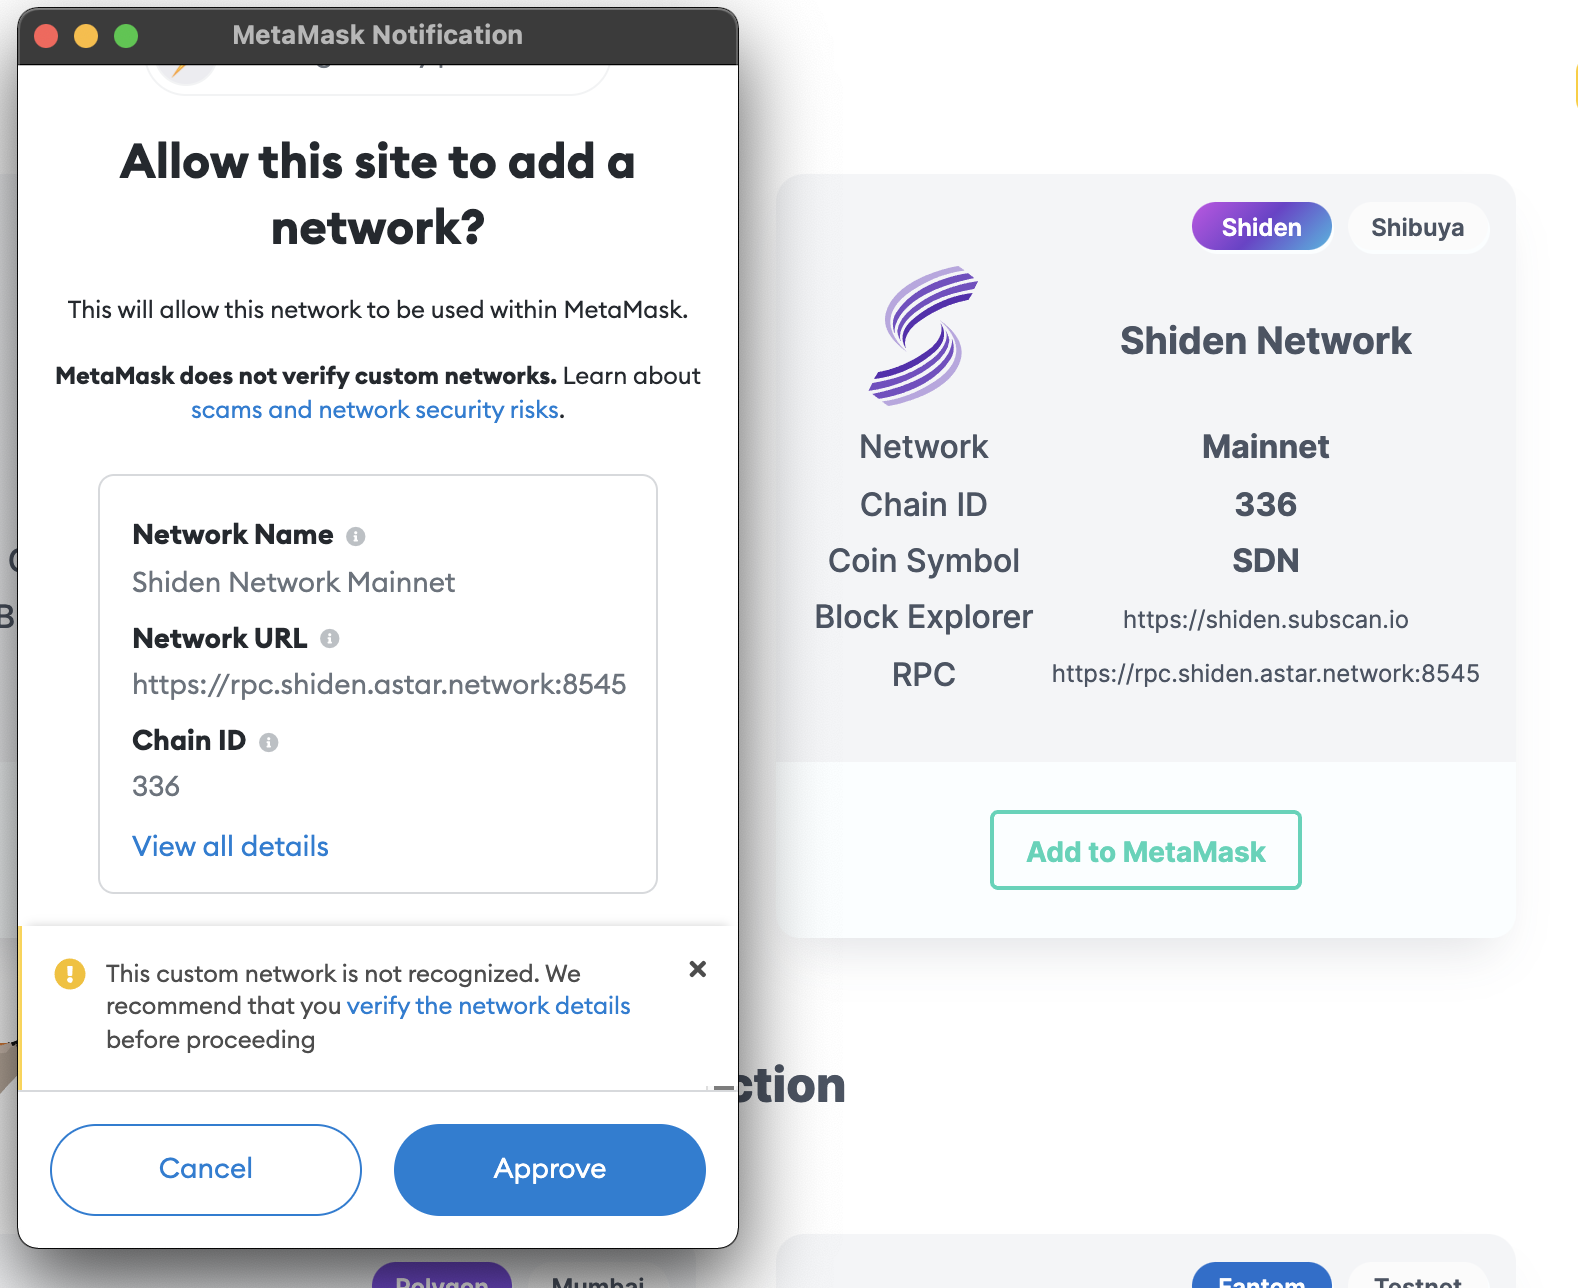 MetaMask Notification
Allow this site to add a
network?
This will allow this network to be used within MetaMask.
MetaMask does not verify custom networks. Learn about
scams and network security risks.
Network Name
Shiden Network Mainnet
Network URL
https://rpc.shiden.astar.network:8545
Chain ID
336
View all details
This custom network is not recognized. We
recommend that you verify the network details
before proceeding
Cancel
Approve
Shiden
Shibuya
Shiden Network
Network
Mainnet
Chain ID
336
Coin Symbol
SDN
Block Explorer
https://shiden.subscan.io
RPC
https://rpc.shiden.astar.network:8545
Add to MetaMask
ction
Polygon
Mumbai
Fantom
Testnet